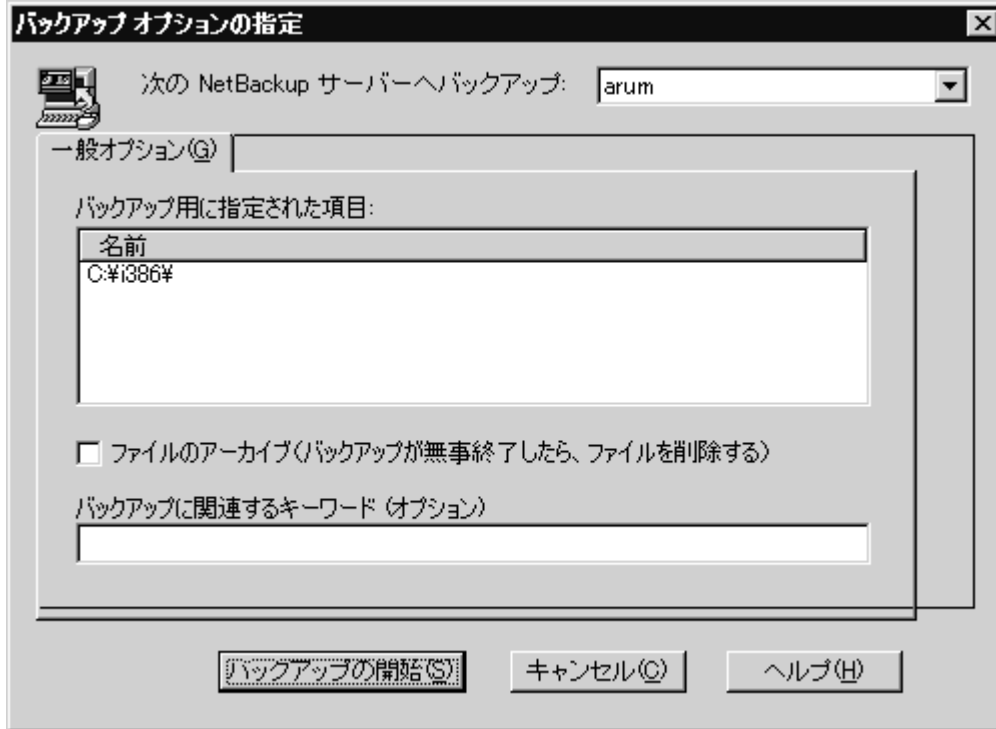 バックアップ オプションの指定
次の NetBackup サーバーへバックアップ:
arum
一般オプション(G)
バックアップ用に指定された項目:
名前
C:¥i386¥
ファイルのアーカイブ(バックアップが無事終了したら、ファイルを削除する)
バックアップに関連するキーワード (オプション)
バックアップの開始(S) キャンセル(C) ヘルプ(H)